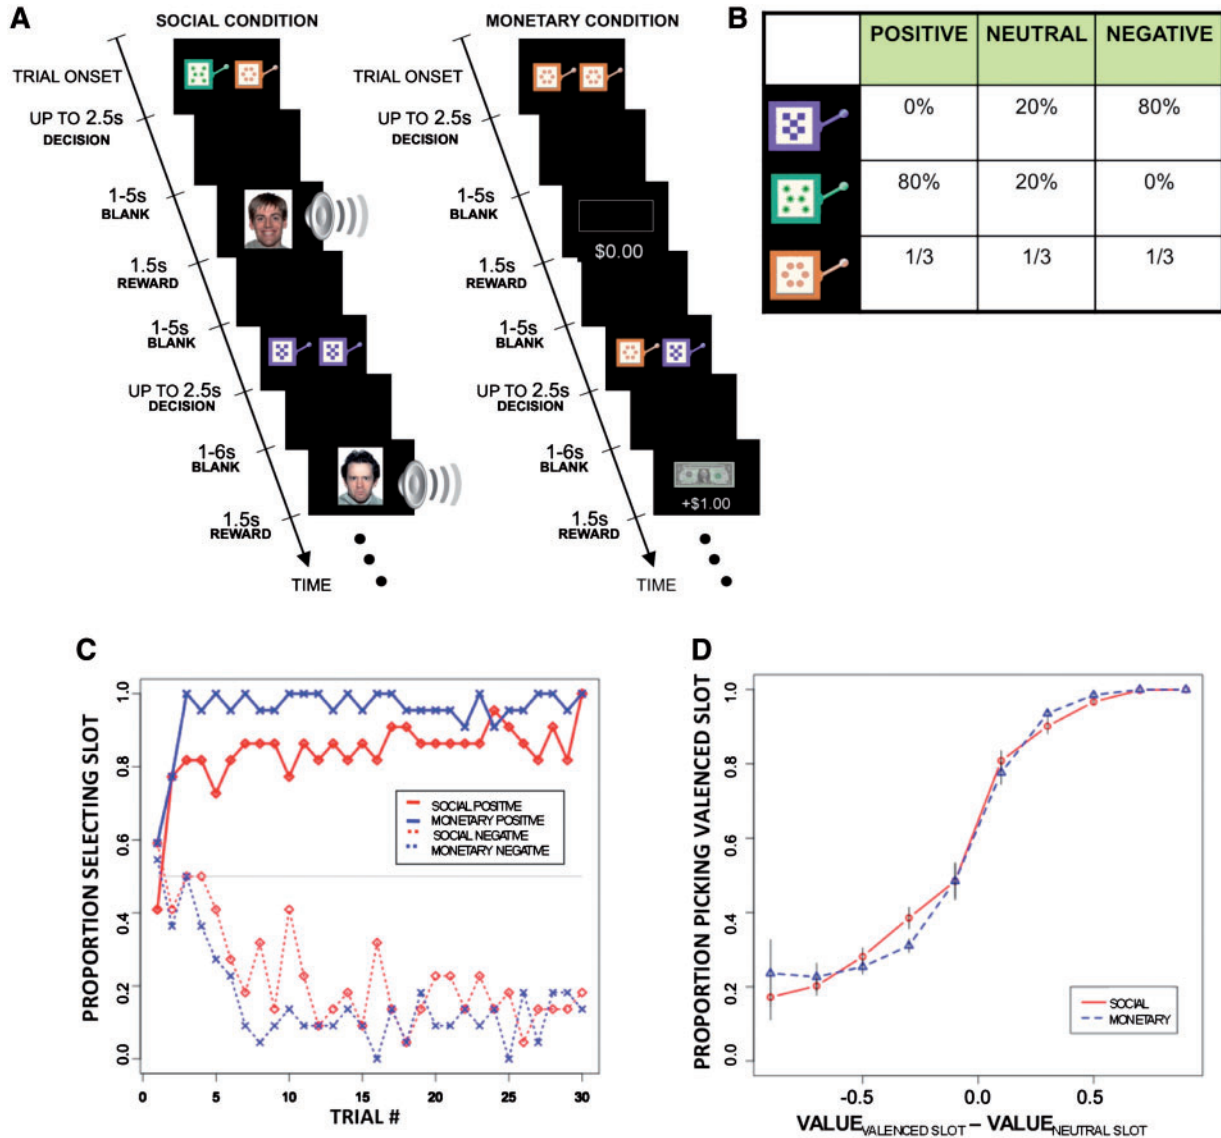 A
SOCIAL CONDITION
TRIAL ONSET
UP TO 2.5s
DECISION
1-5s
BLANK
1.5s
REWARD
1-5s
BLANK
UP TO 2.5s
DECISION
1-6s
BLANK
1.5s
REWARD
TIME
MONETARY CONDITION
TRIAL ONSET
UP TO 2.5s
DECISION
1-5s
BLANK
$0.00
1.5s
REWARD
1-5s
BLANK
UP TO 2.5s
DECISION
1-6s
BLANK
+$1.00
1.5s
REWARD
TIME
B
POSITIVE NEUTRAL NEGATIVE
0% 20% 80%
80% 20% 0%
1/3 1/3 1/3
C
PROPORTION SELECTING SLOT
1.0
0.8
0.6
0.4
0.2
0.0
SOCIAL POSITIVE
MONETARY POSITIVE
SOCIAL NEGATIVE
MONETARY NEGATIVE
0 5 10 15 20 25 30
TRIAL #
D
PROPORTION PICKING VALENCED SLOT
1.0
0.8
0.6
0.4
0.2
0.0
SOCIAL
MONETARY
-0.5 0.0 0.5
VALUE VALENCED SLOT – VALUE NEUTRAL SLOT